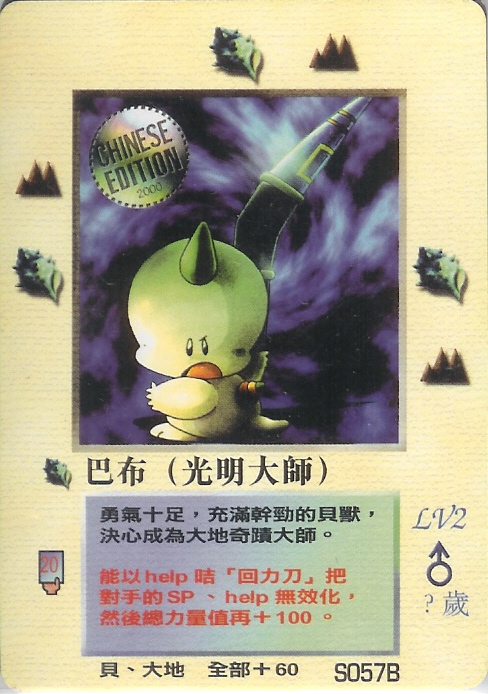 CHINESE
EDITION
2000
巴布（光明大師）
勇氣十足，充滿幹勁的貝獸，
決心成為大地奇蹟大師。
LV2
20
能以help 咭「回力刀」把
對手的SP 、help 無效化，
然後總力量值再＋100 。
♂
? 歲
貝、大地 全部＋60
S057B